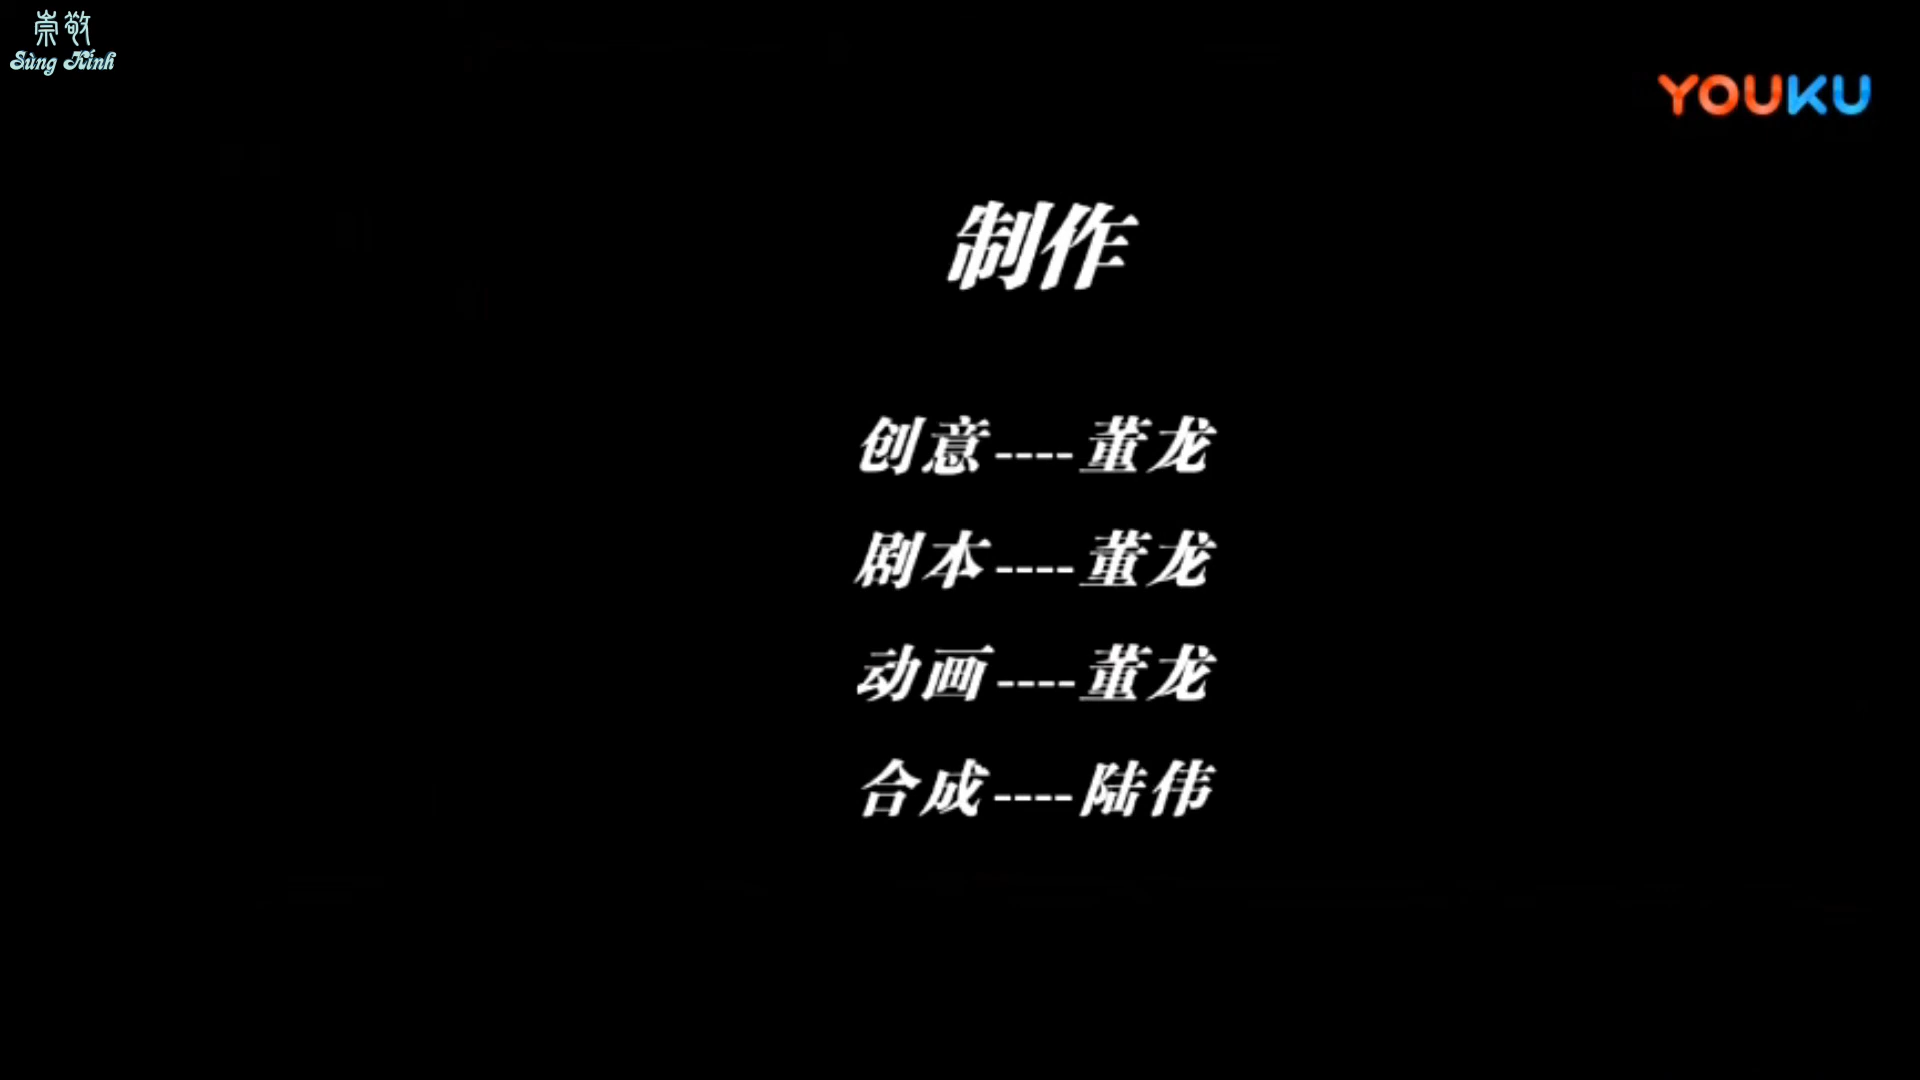 崇敬
Sùng Kính
YOUKU
制作
创意----董龙
剧本----董龙
动画----董龙
合成----陆伟